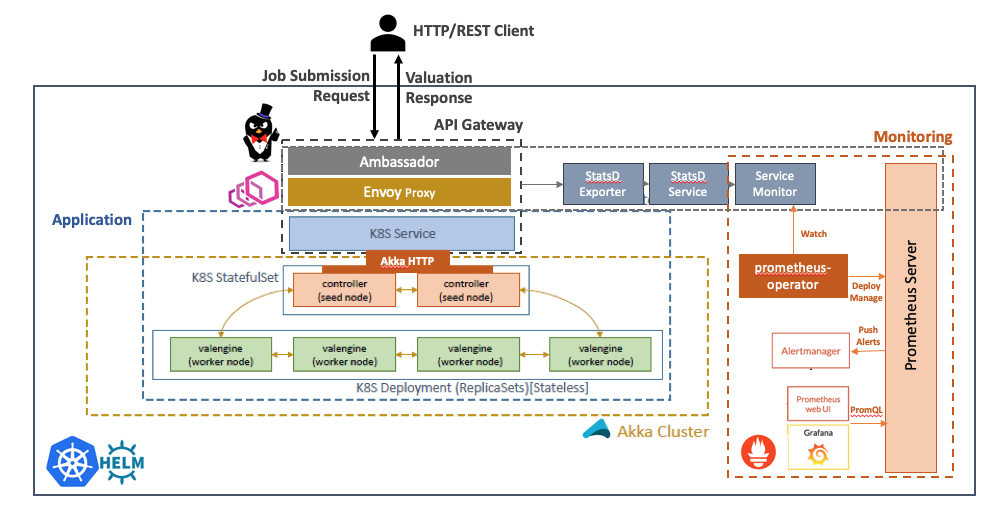 HTTP/REST Client
Job Submission
Request
Valuation
Response
API Gateway
Monitoring
Ambassador
Envoy Proxy
StatsD
Exporter
StatsD
Service
Service
Monitor
Application
K8S Service
Akka HTTP
K8S StatefulSet
controller
(seed node)
controller
(seed node)
Watch
prometheus-
operator
Deploy
Manage
Prometheus Server
valengine
(worker node)
valengine
(worker node)
valengine
(worker node)
valengine
(worker node)
K8S Deployment (ReplicaSets)[Stateless]
Push
Alerts
Alertmanager
Prometheus
web UI
PromQL
Grafana
Akka Cluster
HELM